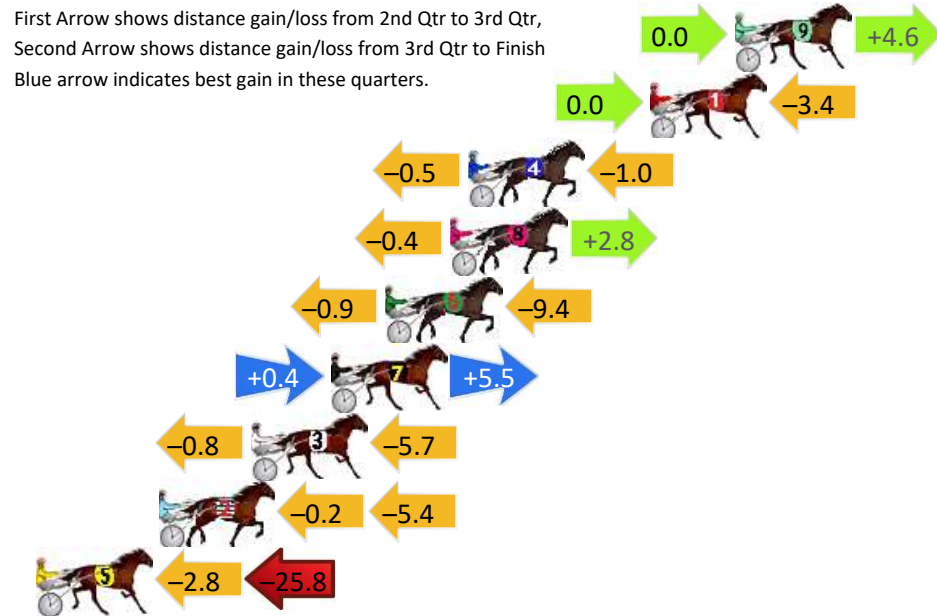 First Arrow shows distance gain/loss from 2nd Qtr to 3rd Qtr,
Second Arrow shows distance gain/loss from 3rd Qtr to Finish
Blue arrow indicates best gain in these quarters.
0.0 9 +4.6
0.0 1 –3.4
–0.5 4 –1.0
–0.4 8 +2.8
–0.9 –9.4
+0.4 7 +5.5
–0.8 3 –5.7
2 –0.2 –5.4
5 –2.8 –25.8